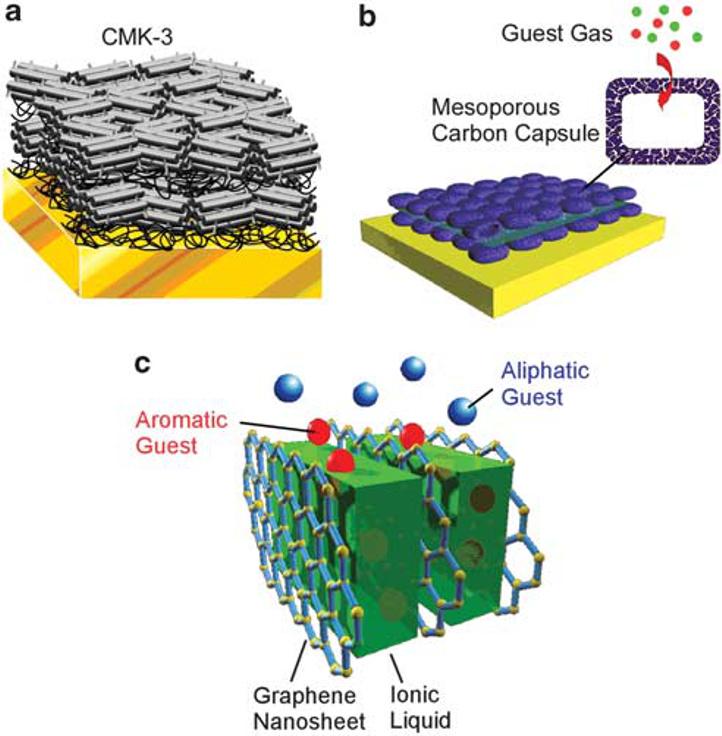 a
CMK-3
b
Guest Gas
Mesoporous
Carbon Capsule
c
Aliphatic
Guest
Aromatic
Guest
Graphene
Nanosheet
Ionic
Liquid